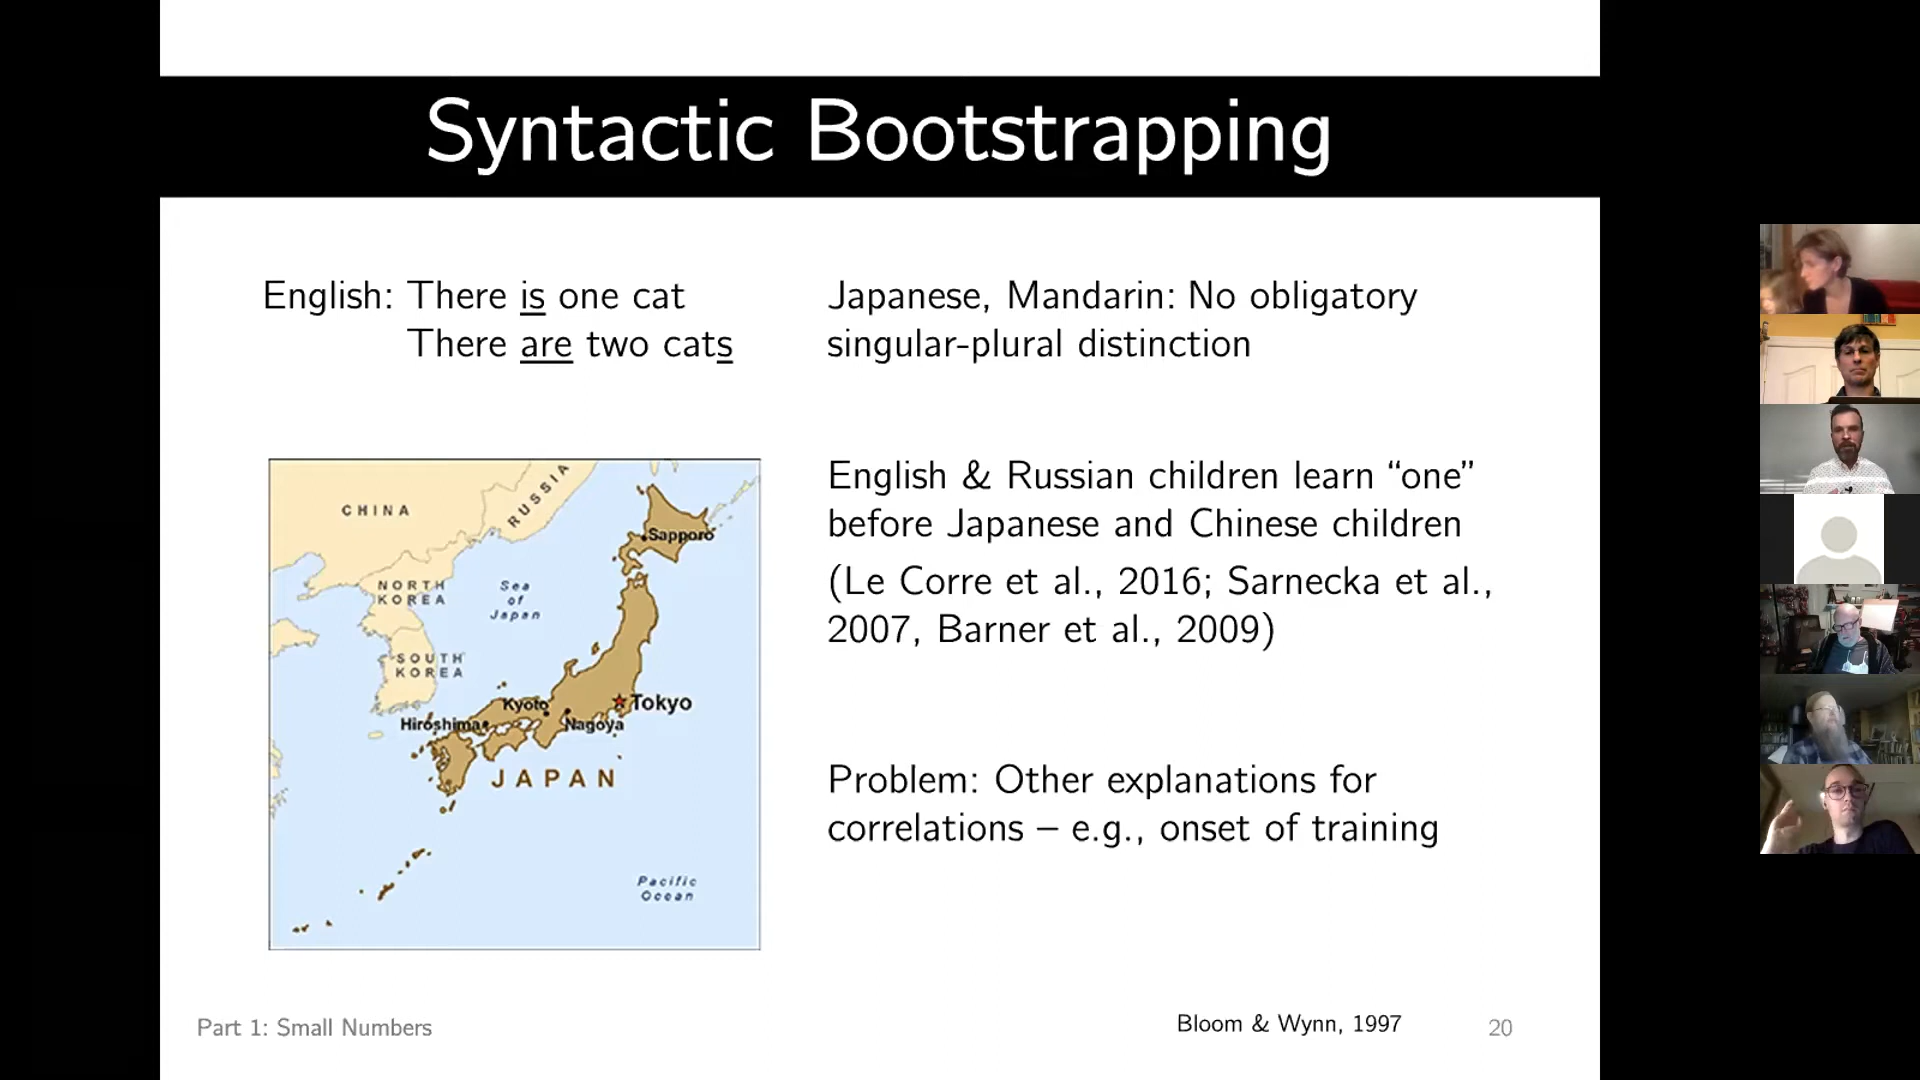 Syntactic Bootstrapping
English: There is one cat
There are two cats
Japanese, Mandarin: No obligatory
singular-plural distinction
CHINA
RUSSIA
Sapporo
NORTH
KOREA
Sea
of
Japan
SOUTH
KOREA
Kyoto
Tokyo
Hiroshima
Nagoya
JAPAN
Pacific
Ocean
English & Russian children learn “one”
before Japanese and Chinese children
(Le Corre et al., 2016; Sarnecka et al.,
2007, Barner et al., 2009)
Problem: Other explanations for
correlations – e.g., onset of training
Part 1: Small Numbers
Bloom & Wynn, 1997
20